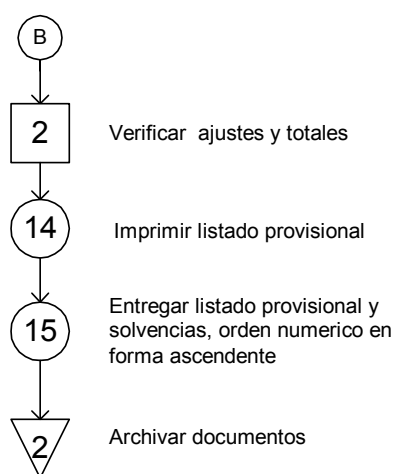 B
2
Verificar ajustes y totales
14
Imprimir listado provisional
15
Entregar listado provisional y
solvencias, orden numerico en
forma ascendente
2
Archivar documentos